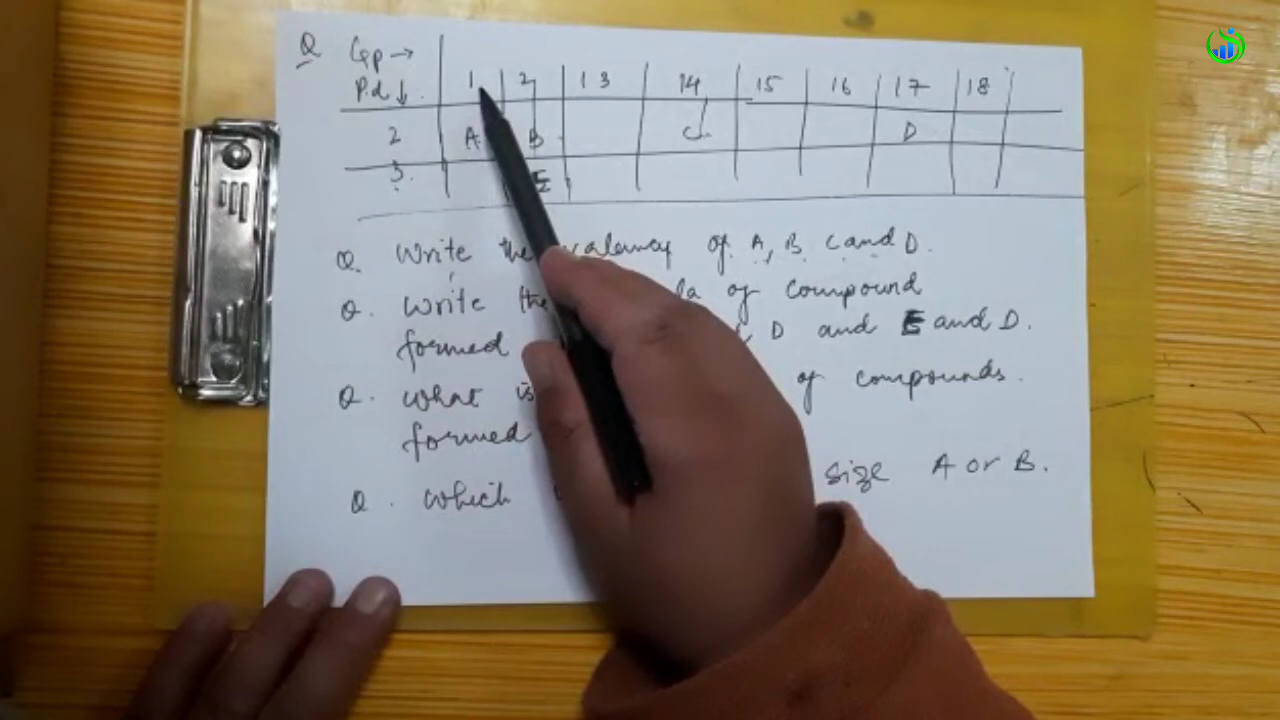 Q Gp →
Pd ↓ 1 2 13 14 15 16 17 18
2 A B C D
3. E
Q. Write the valency of A, B, C and D.
Q. Write the of compound
formed D and E and D.
Q. What is of compounds.
formed
Q. Which size A or B.